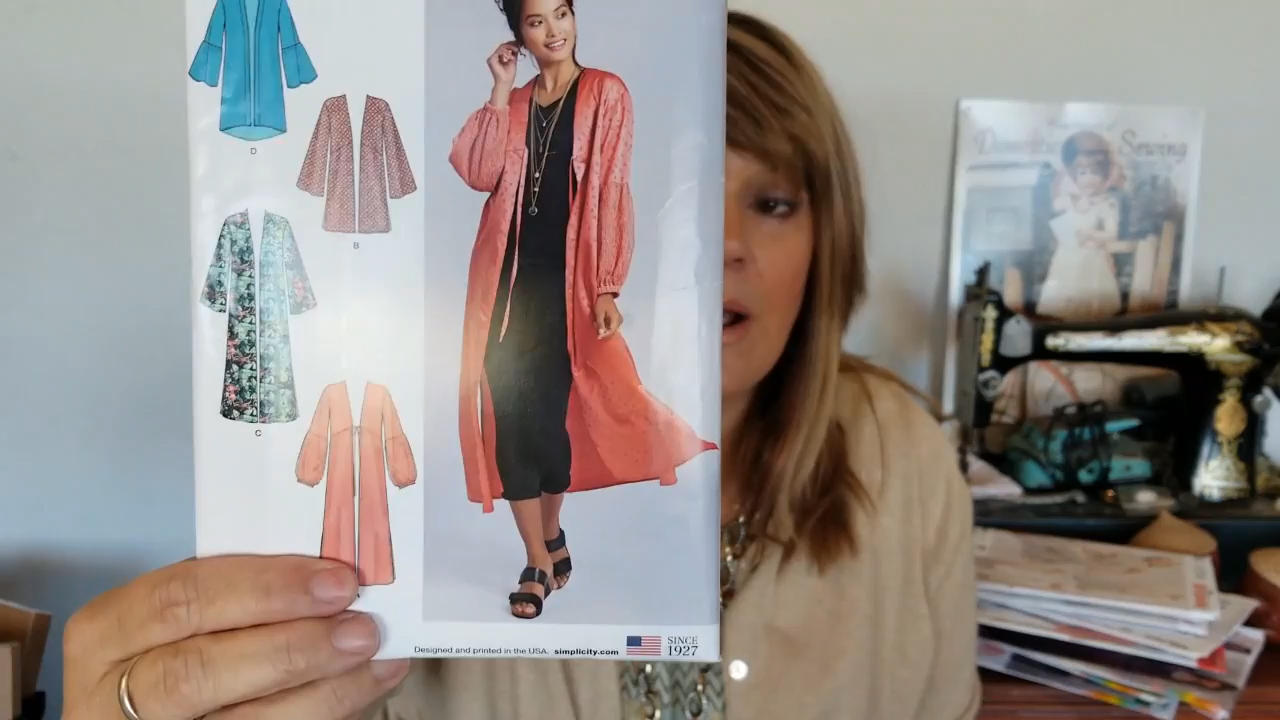 D
B
C
Designed and printed in the USA. simplicity.com
SINCE
1927
Sewing